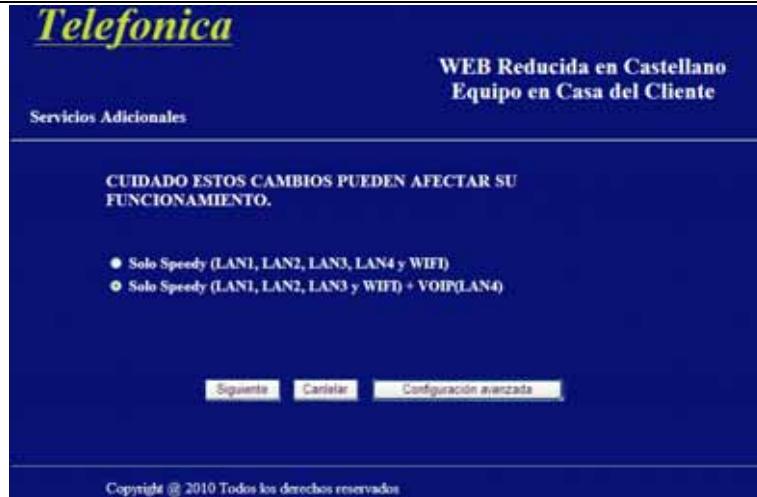 Telefonica
WEB Reducida en Castellano
Equipo en Casa del Cliente
Servicios Adicionales
CUIDADO ESTOS CAMBIOS PUEDEN AFECTAR SU
FUNCIONAMIENTO.
Solo Speedy (LAN1, LAN2, LAN3, LAN4 y WIFI)
Solo Speedy (LAN1, LAN2, LAN3 y WIFI) + VOIP(LAN4)
Siguiente Cancelar Configuración avanzada
Copyright @ 2010 Todos los derechos reservados